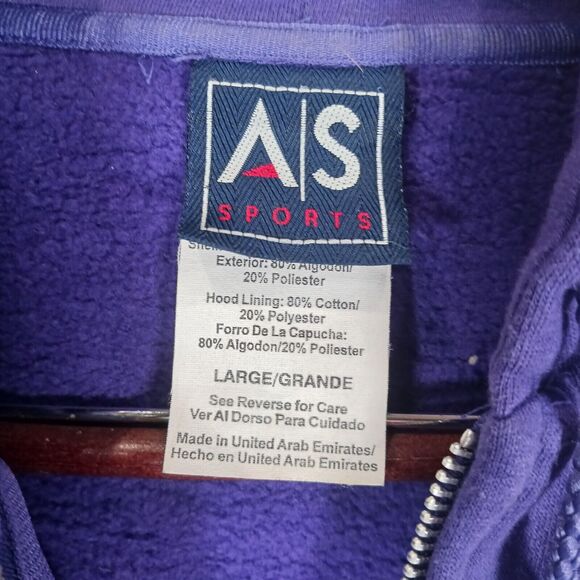 A|S
SPORTS
Exterior: 80% Algodon/
20% Poliester
Hood Lining: 80% Cotton/
20% Polyester
Forro De La Capucha:
80% Algodon/20% Poliester
LARGE/GRANDE
See Reverse for Care
Ver Al Dorso Para Cuidado
Made in United Arab Emirates/
Hecho en United Arab Emirates